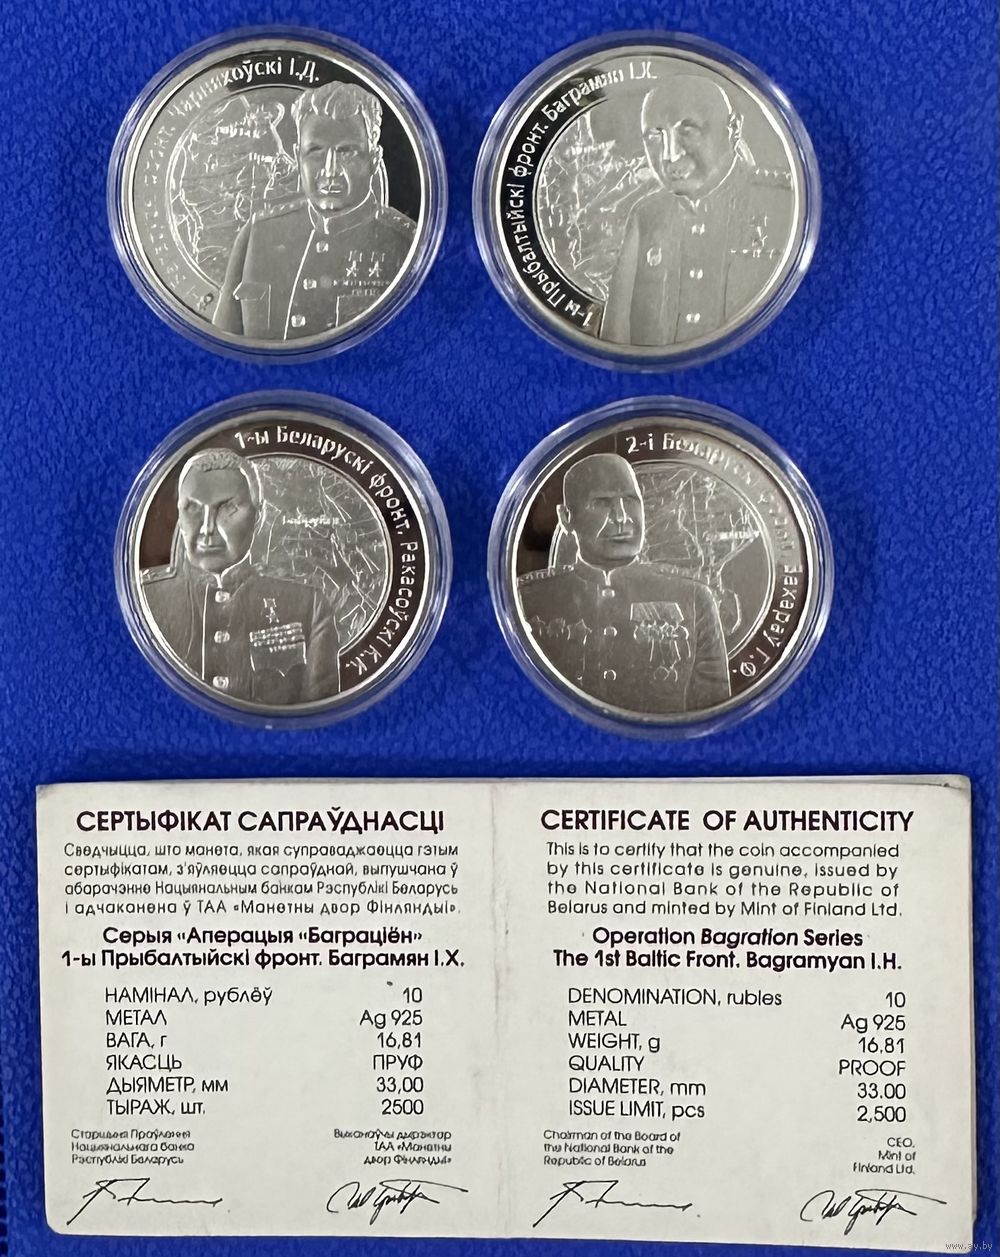 Чарняхоўскі І.Д.
1-ы Прыбалтыйскі фронт. Баграмян І.Х.
1-ы Беларускі фронт. Ракасоўскі К.К.
2-і Беларускі фронт. Захараў Г.Ф.
СЕРТЫФІКАТ САПРАЎДНАСЦІ
Сведчыцца, што манета, якая суправаджаецца гэтым
сертыфікатам, з'яўляецца сапраўднай, выпушчана ў
абарачэнне Нацыянальным банкам Рэспублікі Беларусь
і адчаканена ў ТАА «Манетны двор Фінляндыі».
Серыя «Аперацыя «Баграціён»
1-ы Прыбалтыйскі фронт. Баграмян І.Х.
НАМІНАЛ, рублёў 10
МЕТАЛ Ag 925
ВАГА, г 16,81
ЯКАСЦЬ ПРУФ
ДЫЯМЕТР, мм 33,00
ТЫРАЖ, шт. 2500
Старшыня Праўлення
Нацыянальнага банка
Рэспублікі Беларусь
Выканаўчы дырэктар
ТАА «Манетны
двор Фінляндыі»
CERTIFICATE OF AUTHENTICITY
This is to certify that the coin accompanied
by this certificate is genuine, issued by
the National Bank of the Republic of
Belarus and minted by Mint of Finland Ltd.
Operation Bagration Series
The 1st Baltic Front. Bagramyan I.H.
DENOMINATION, rubles 10
METAL Ag 925
WEIGHT, g 16.81
QUALITY PROOF
DIAMETER, mm 33.00
ISSUE LIMIT, pcs 2,500
Chairman of the Board of
the National Bank of the
Republic of Belarus
CEO,
Mint of
Finland Ltd.
www.ay.by